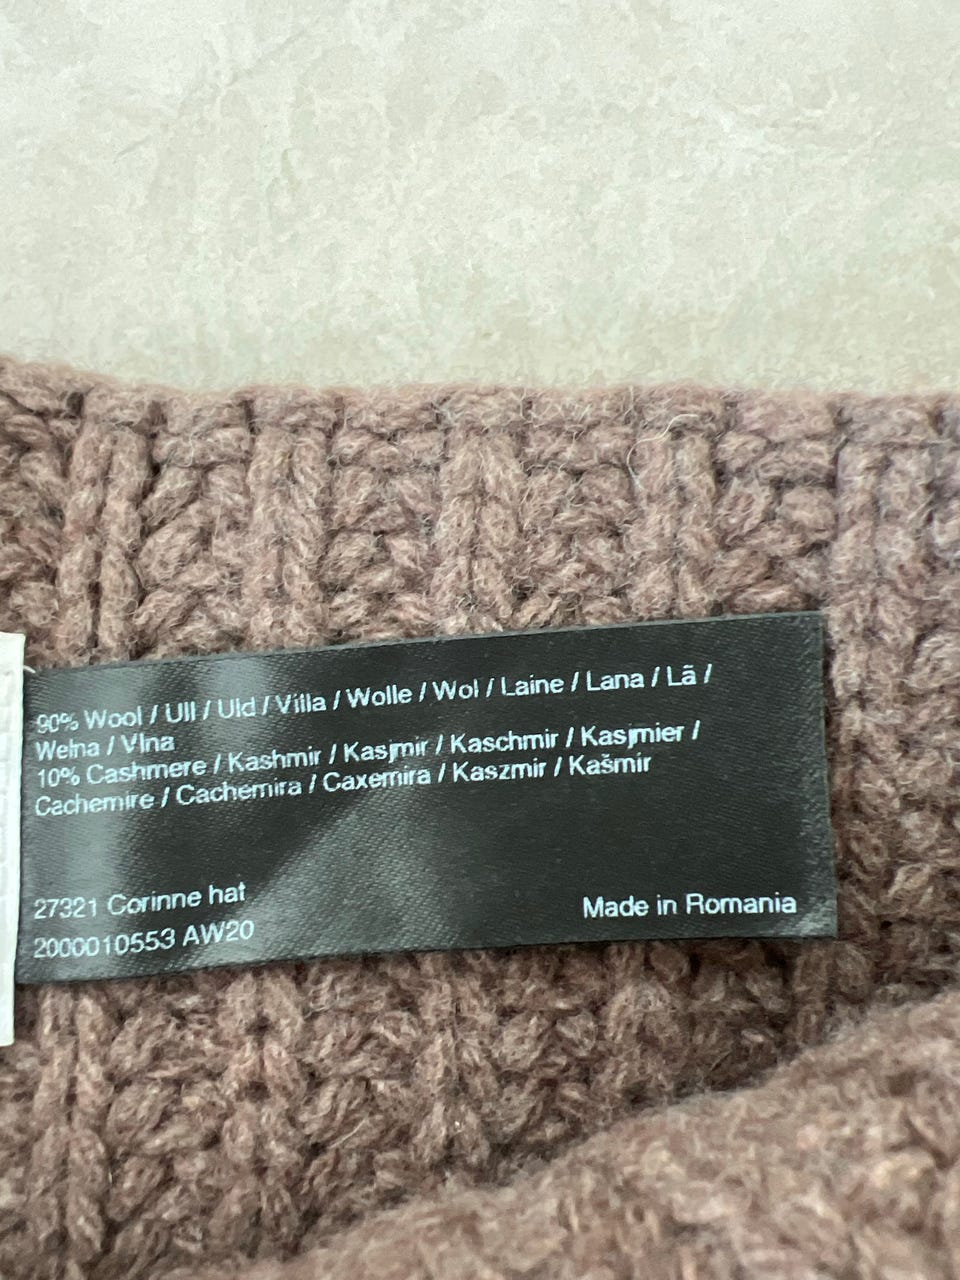 90% Wool / Ull / Uld / Villa / Wolle / Wol / Laine / Lana / Lã /
Wełna / Vlna
10% Cashmere / Kashmir / Kasjmir / Kaschmir / Kasjmier /
Cachemire / Cachemira / Caxemira / Kaszmir / Kašmir
27321 Corinne hat
2000010553 AW20
Made in Romania